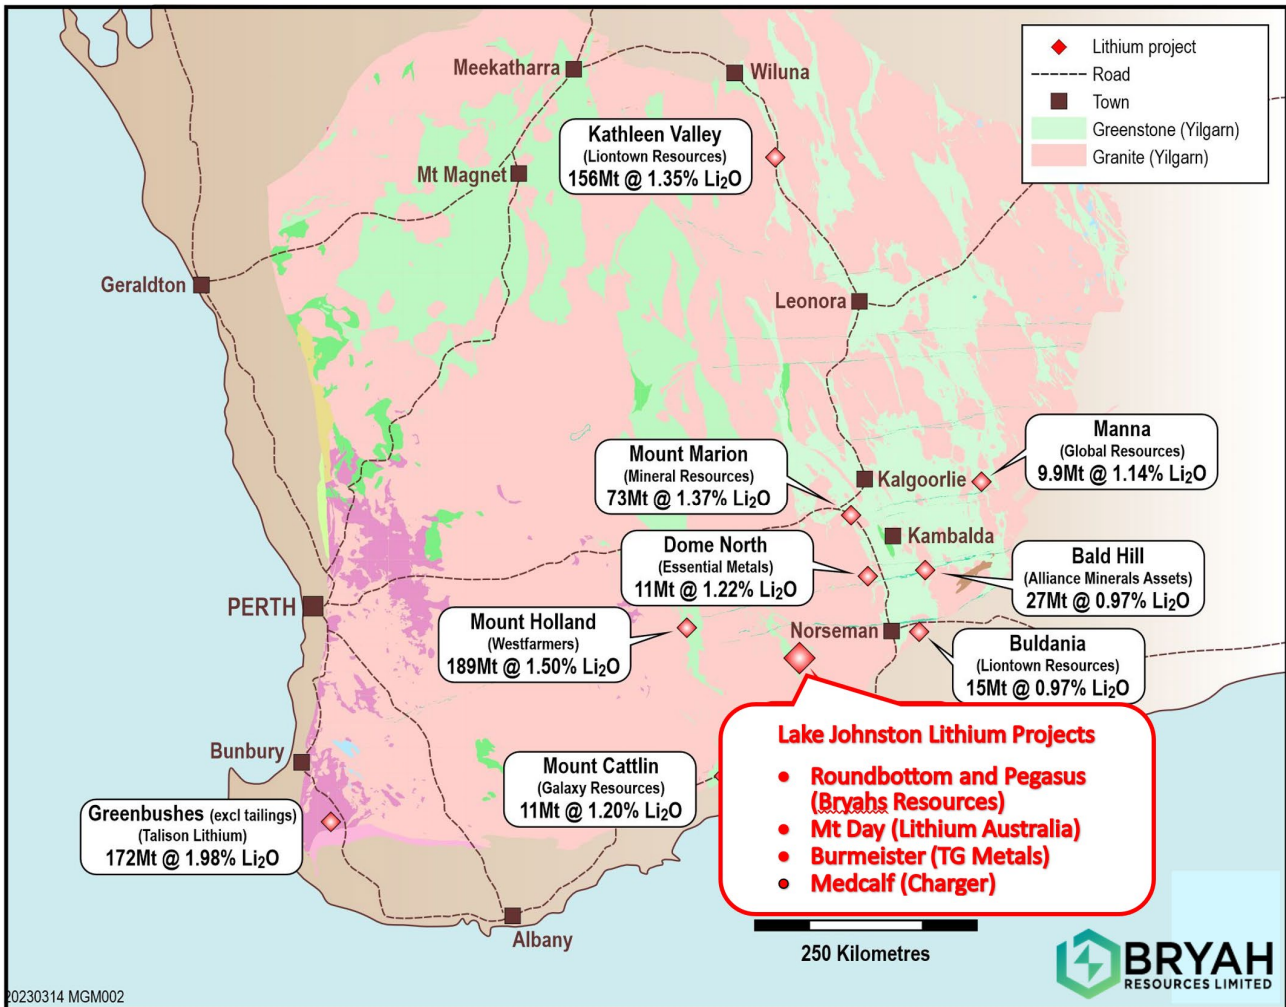 Meekatharra
Wiluna
Lithium project
Road
Town
Greenstone (Yilgarn)
Granite (Yilgarn)
Kathleen Valley
(Liontown Resources)
156Mt @ 1.35% Li₂O
Mt Magnet
Geraldton
Leonora
Manna
(Global Resources)
9.9Mt @ 1.14% Li₂O
Mount Marion
(Mineral Resources)
73Mt @ 1.37% Li₂O
Kalgoorlie
Kambalda
Dome North
(Essential Metals)
11Mt @ 1.22% Li₂O
Bald Hill
(Alliance Minerals Assets)
27Mt @ 0.97% Li₂O
PERTH
Mount Holland
(Westfarmers)
189Mt @ 1.50% Li₂O
Norseman
Buldania
(Liontown Resources)
15Mt @ 0.97% Li₂O
Lake Johnston Lithium Projects
• Roundbottom and Pegasus
(Bryahs Resources)
• Mt Day (Lithium Australia)
• Burmeister (TG Metals)
• Medcalf (Charger)
Bunbury
Mount Cattlin
(Galaxy Resources)
11Mt @ 1.20% Li₂O
Greenbushes (excl tailings)
(Talison Lithium)
172Mt @ 1.98% Li₂O
Albany
250 Kilometres
BRYAH
RESOURCES LIMITED
20230314 MGM002